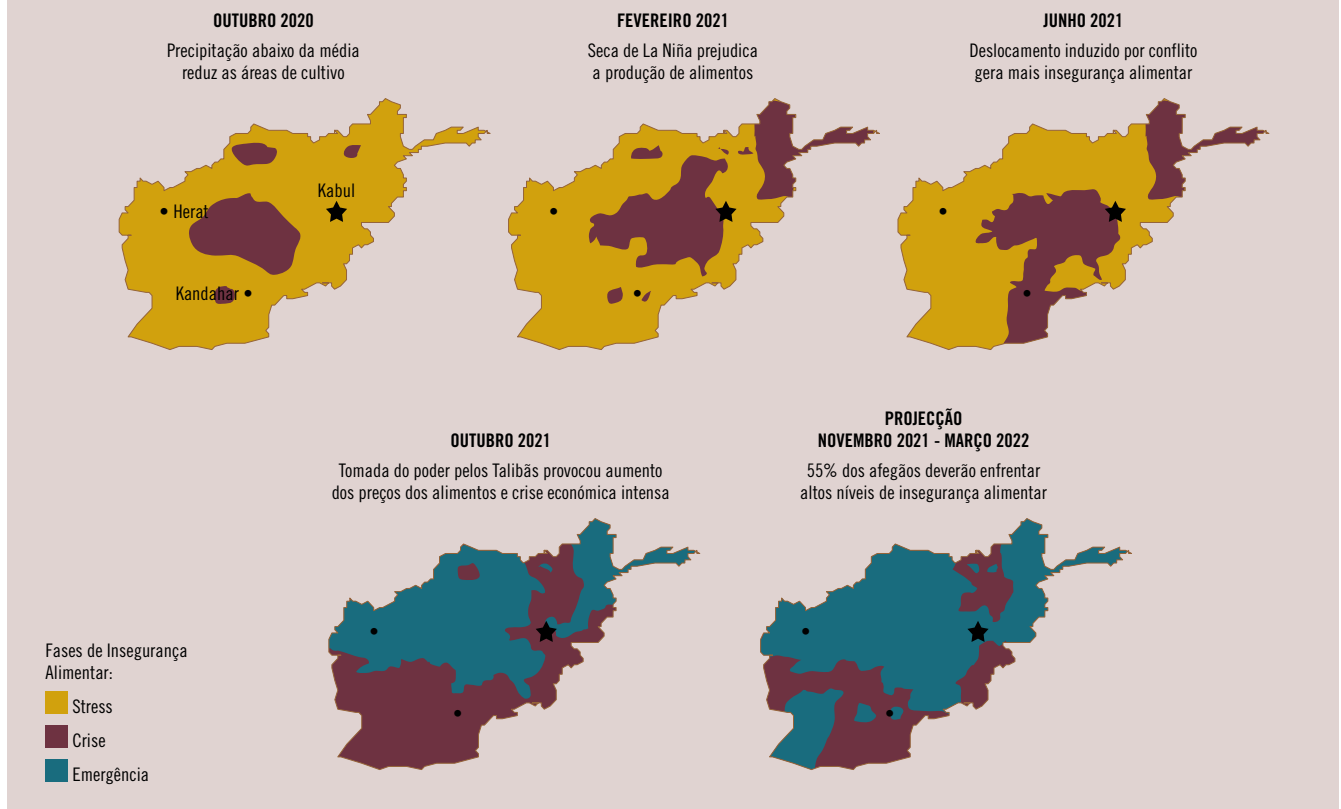 OUTUBRO 2020
Precipitação abaixo da média
reduz as áreas de cultivo
FEVEREIRO 2021
Seca de La Niña prejudica
a produção de alimentos
JUNHO 2021
Deslocamento induzido por conflito
gera mais insegurança alimentar
Kabul
Herat
Kandahar
OUTUBRO 2021
Tomada do poder pelos Talibãs provocou aumento
dos preços dos alimentos e crise económica intensa
PROJECÇÃO
NOVEMBRO 2021 - MARÇO 2022
55% dos afegãos deverão enfrentar
altos níveis de insegurança alimentar
Fases de Insegurança
Alimentar:
Stress
Crise
Emergência